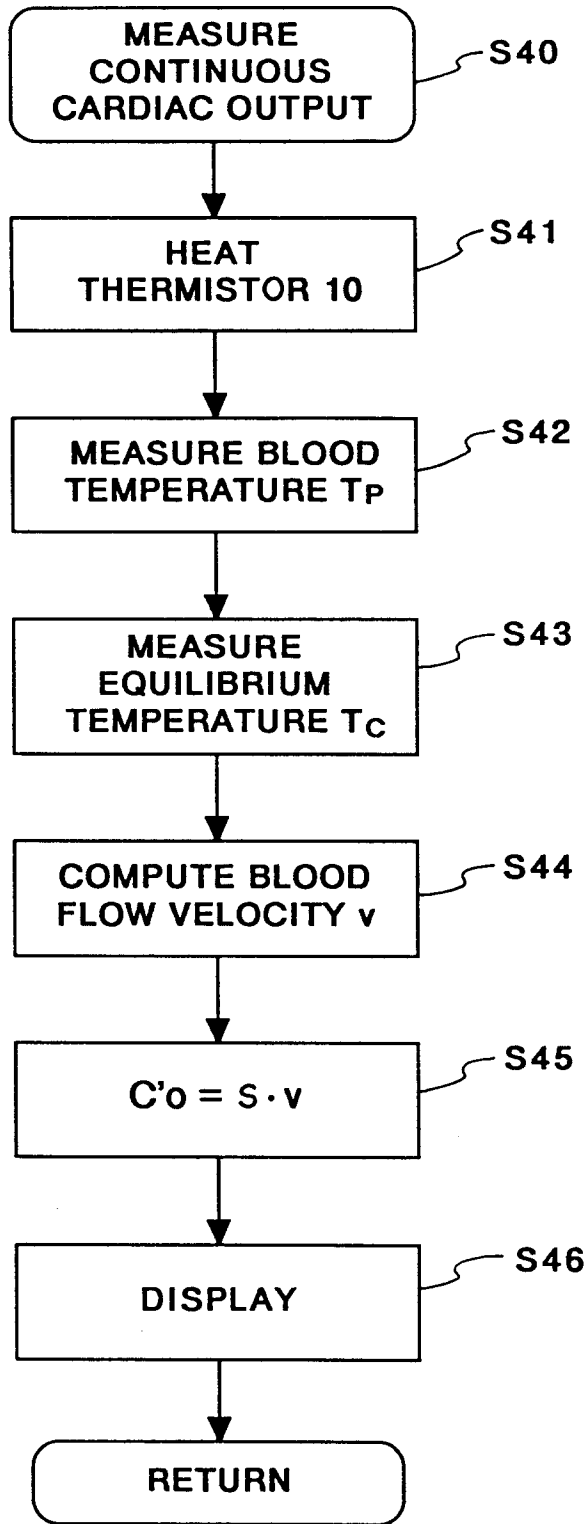 MEASURE
CONTINUOUS
CARDIAC OUTPUT
S40
HEAT
THERMISTOR 10
S41
MEASURE BLOOD
TEMPERATURE TP
S42
MEASURE
EQUILIBRIUM
TEMPERATURE TC
S43
COMPUTE BLOOD
FLOW VELOCITY v
S44
C'o = S · v
S45
DISPLAY
S46
RETURN